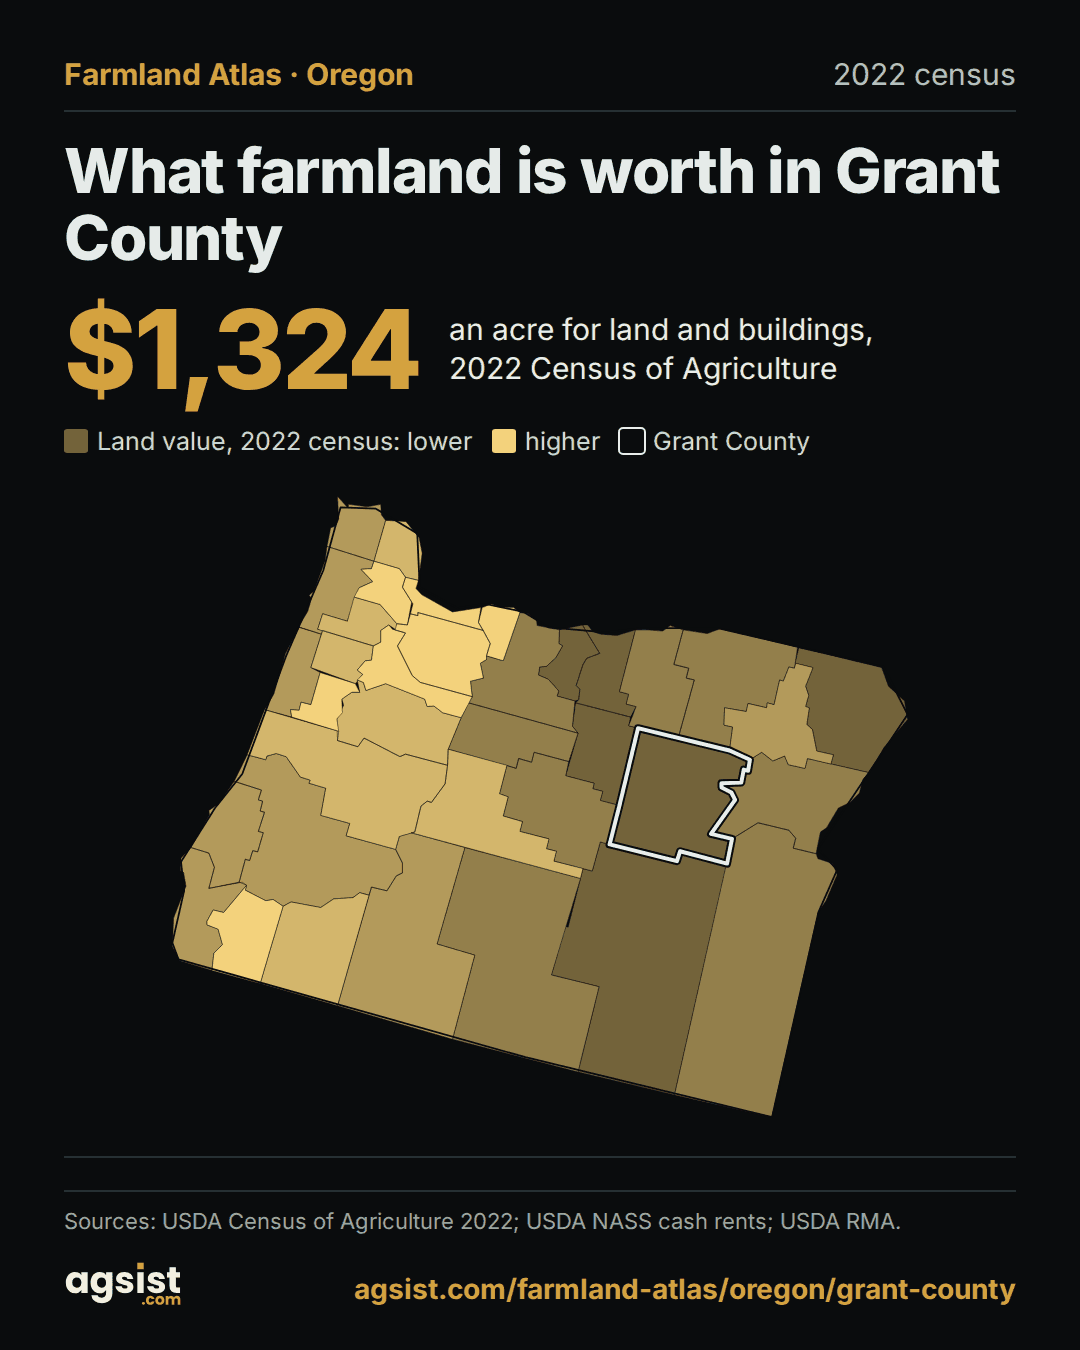 Farmland Atlas · Oregon
2022 census
What farmland is worth in Grant
County
$1,324
an acre for land and buildings,
2022 Census of Agriculture
Land value, 2022 census: lower
higher
Grant County
Sources: USDA Census of Agriculture 2022; USDA NASS cash rents; USDA RMA.
agsist
.com
agsist.com/farmland-atlas/oregon/grant-county